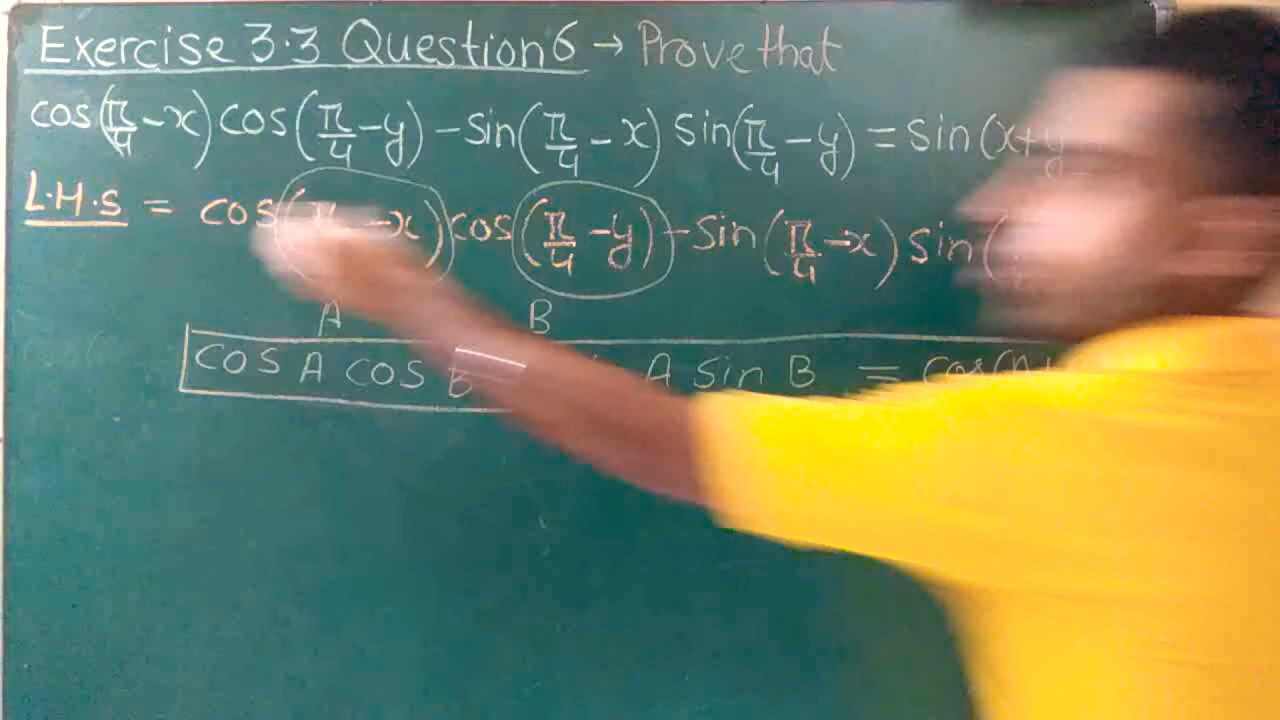 Exercise 3.3 Question 6 → Prove that
cos(π/4 - x) cos(π/4 - y) - sin(π/4 - x) sin(π/4 - y) = sin(x+y
L.H.S = cos( - x) cos(π/4 - y) - sin(π/4 - x) sin(
A B
cos A cos B A sin B = cos(